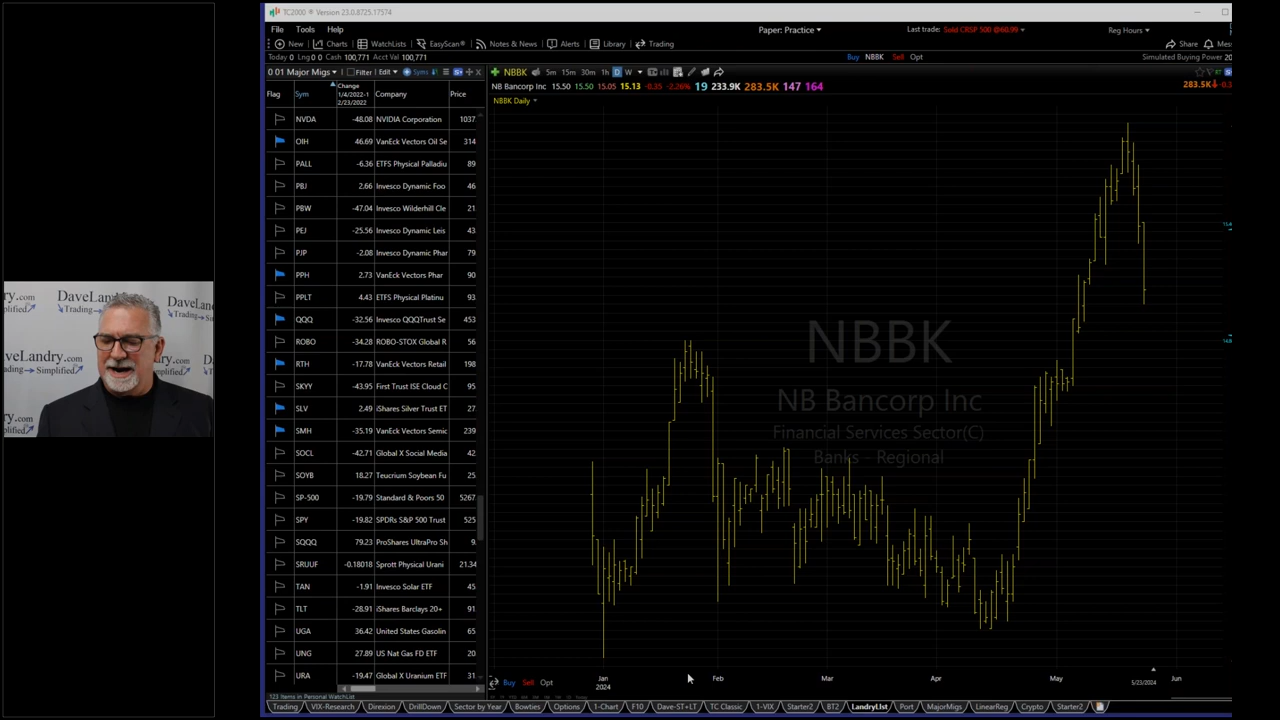 TC2000 ® Version 23.0.8725.17574
File Tools Help Paper: Practice Last trade: Sold CRSP 500 @60.99 Reg Hours
New Charts WatchLists EasyScan® Notes & News Alerts Library Trading Share
Today 0 Lng 0 0 Cash 100,771 Acct Val 100,771 Buy NBBK Sell Opt Simulated Buying Power 20
0 01 Major Migs Filter Edit Syms NBBK 5m 15m 30m 1h D W
Flag Sym Change 1/4/2022- 2/23/2022 Company Price
NB Bancorp Inc 15.50 15.50 15.05 15.13 -0.35 -2.26% 19 233.9K 283.5K 147 164 283.5K
NBBK Daily
NVDA -48.08 NVIDIA Corporation 1037
OIH 46.69 VanEck Vectors Oil Se 314
PALL -6.36 ETFS Physical Palladiu 89
PBJ 2.66 Invesco Dynamic Foo 46
PBW -47.04 Invesco Wilderhill Cle 21
PEJ -25.56 Invesco Dynamic Leis 43
PJP -2.08 Invesco Dynamic Phar 79
PPH 2.73 VanEck Vectors Phar 90
PPLT 4.43 ETFS Physical Platinu 93
QQQ -32.56 Invesco QQQTrust Se 453
ROBO -34.28 ROBO-STOX Global R 56
RTH -17.78 VanEck Vectors Retail 198
SKYY -43.95 First Trust ISE Cloud C 95
SLV 2.49 iShares Silver Trust ET 27
SMH -35.19 VanEck Vectors Semic 239
SOCL -42.71 Global X Social Media 42
SOYB 18.27 Teucrium Soybean Fu 25
SP-500 -19.79 Standard & Poors 50 5267
SPY -19.82 SPDRs S&P 500 Trust 525
SQQQ 79.23 ProShares UltraPro Sh 9
SRUUF -0.18018 Sprott Physical Urani 21.34
TAN -1.91 Invesco Solar ETF 45
TLT -28.91 iShares Barclays 20+ 91
UGA 36.42 United States Gasolin 65
UNG 27.89 US Nat Gas FD ETF 20
URA -19.47 Global X Uranium ETF 31
NBBK
NB Bancorp Inc
Financial Services Sector(C)
Banks - Regional
DaveLandry.com
Trading Simplified
Buy Sell Opt
Jan 2024 Feb Mar Apr May 5/23/2024 Jun
123 Items in Personal WatchList
Trading VIX-Research Direxion DrillDown Sector by Year Bowties Options 1-Chart F10 Dave-ST+LT TC Classic 1-VIX Starter2 BT2 LandryList Port MajorMigs LinearReg Crypto Starter2